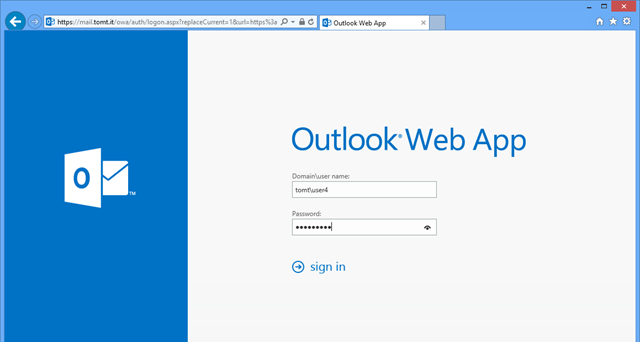 https://mail.tomt.it/owa/auth/logon.aspx?replaceCurrent=1&url=https%3a
Outlook Web App
O
TM
Outlook® Web App
Domain\user name:
tomt\user4
Password:
•••••••••
sign in